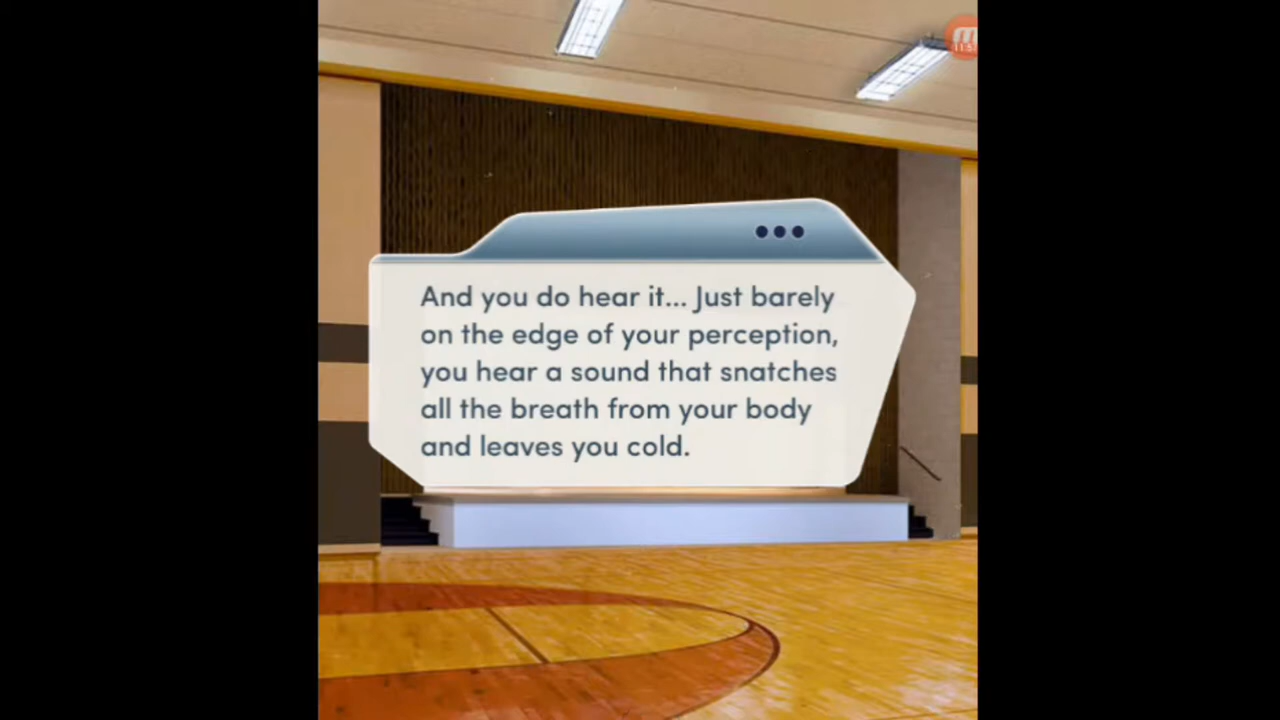 And you do hear it... Just barely
on the edge of your perception,
you hear a sound that snatches
all the breath from your body
and leaves you cold.